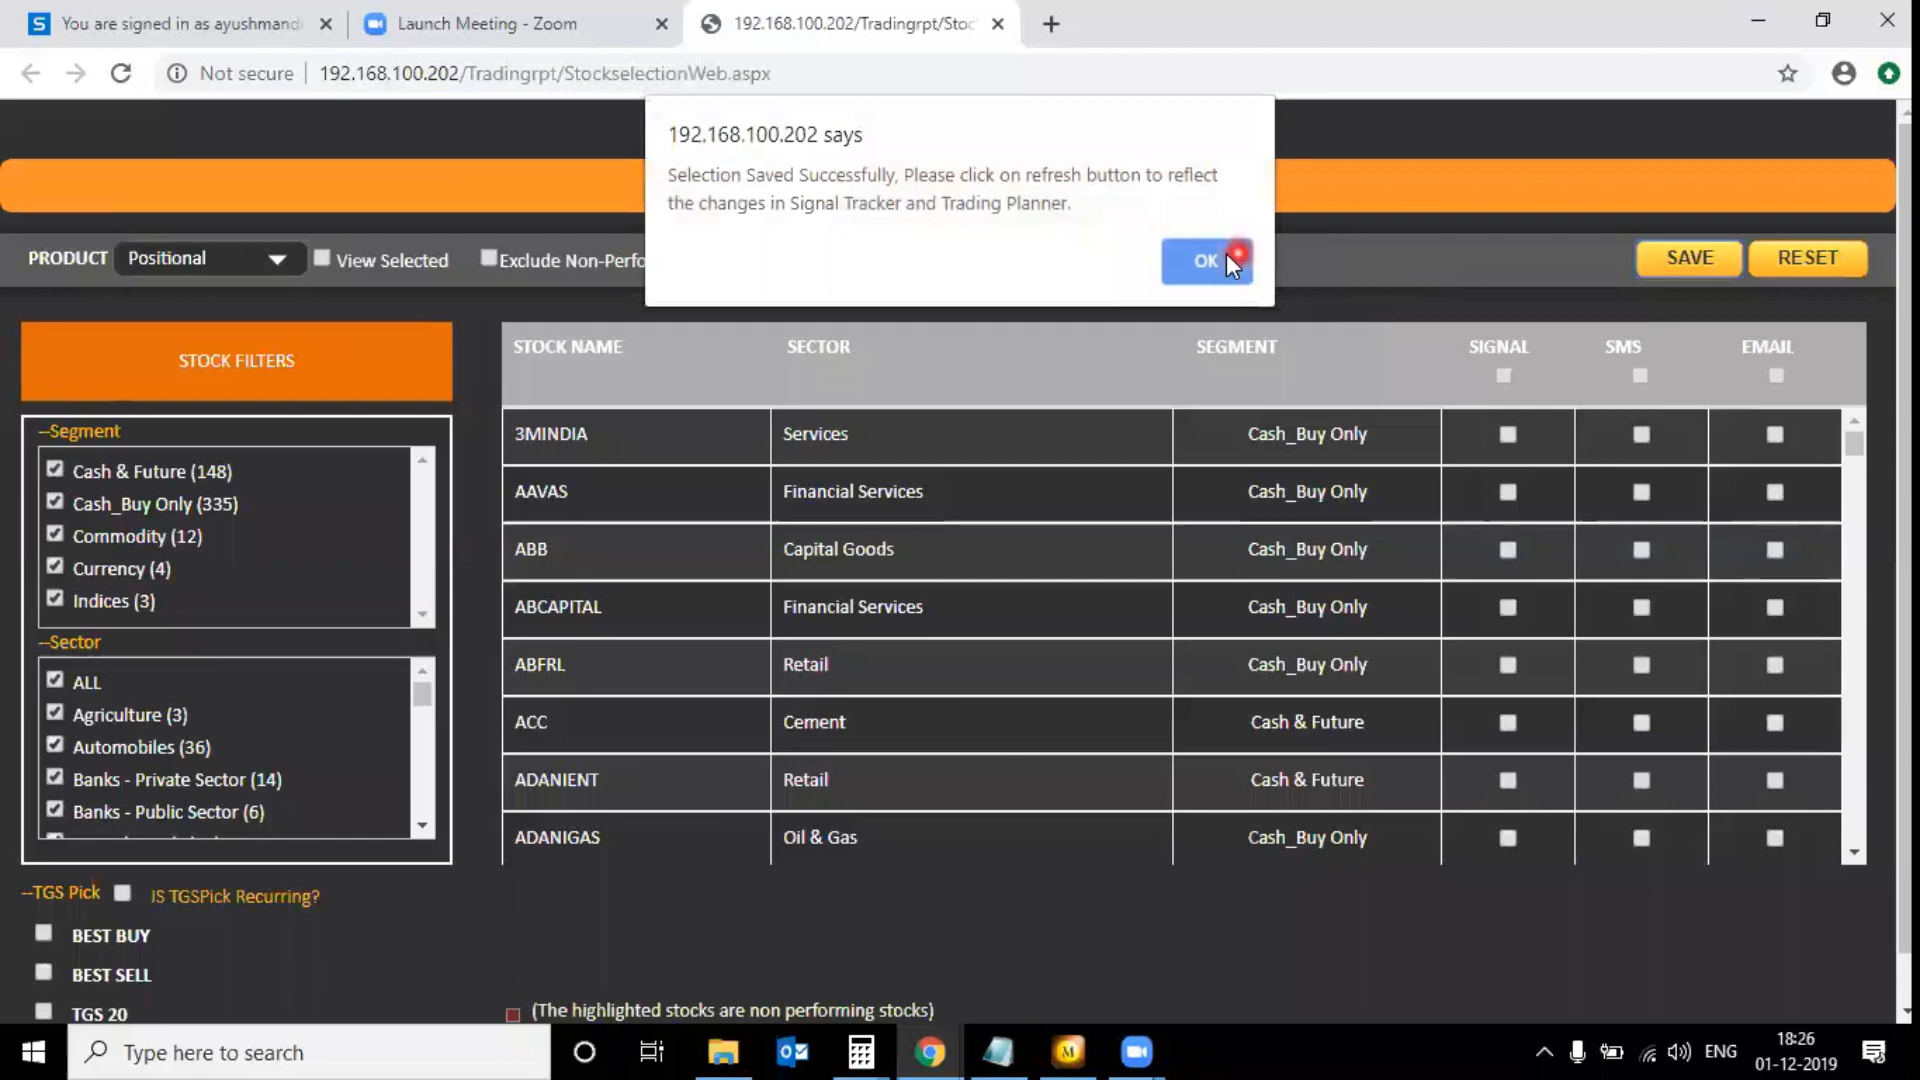 You are signed in as ayushmandi
Launch Meeting - Zoom
192.168.100.202/Tradingrpt/Stoc
Not secure
192.168.100.202/Tradingrpt/StockselectionWeb.aspx
192.168.100.202 says
Selection Saved Successfully, Please click on refresh button to reflect
the changes in Signal Tracker and Trading Planner.
OK
PRODUCT
Positional
View Selected
Exclude Non-Perfo
SAVE
RESET
STOCK FILTERS
--Segment
Cash & Future (148)
Cash_Buy Only (335)
Commodity (12)
Currency (4)
Indices (3)
--Sector
ALL
Agriculture (3)
Automobiles (36)
Banks - Private Sector (14)
Banks - Public Sector (6)
--TGS Pick
IS TGSPick Recurring?
BEST BUY
BEST SELL
TGS 20
STOCK NAME SECTOR SEGMENT SIGNAL SMS EMAIL
3MINDIA Services Cash_Buy Only
AAVAS Financial Services Cash_Buy Only
ABB Capital Goods Cash_Buy Only
ABCAPITAL Financial Services Cash_Buy Only
ABFRL Retail Cash_Buy Only
ACC Cement Cash & Future
ADANIENT Retail Cash & Future
ADANIGAS Oil & Gas Cash_Buy Only
(The highlighted stocks are non performing stocks)
Type here to search
ENG
18:26
01-12-2019